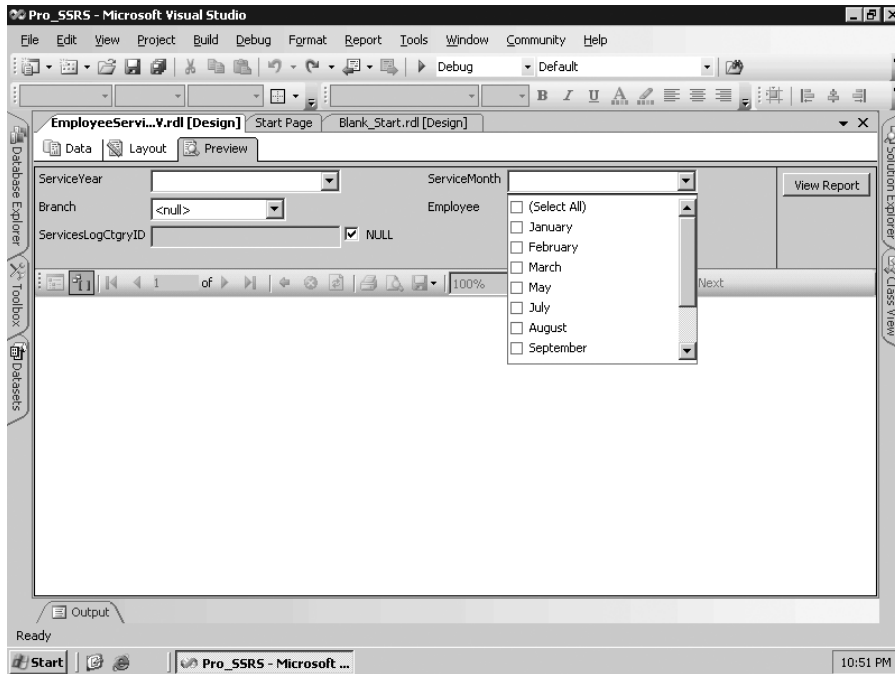 Pro_SSRS - Microsoft Visual Studio
File Edit View Project Build Debug Format Report Tools Window Community Help
Debug Default
B I U A
EmployeeServi...V.rdl [Design] Start Page Blank_Start.rdl [Design]
Data Layout Preview
ServiceYear ServiceMonth View Report
Branch <null> Employee
ServicesLogCtgryID NULL
(Select All)
January
February
March
May
July
August
September
1 of 100% Next
Database Explorer
Toolbox
Datasets
Solution Explorer
Class View
Output
Ready
Start Pro_SSRS - Microsoft ... 10:51 PM